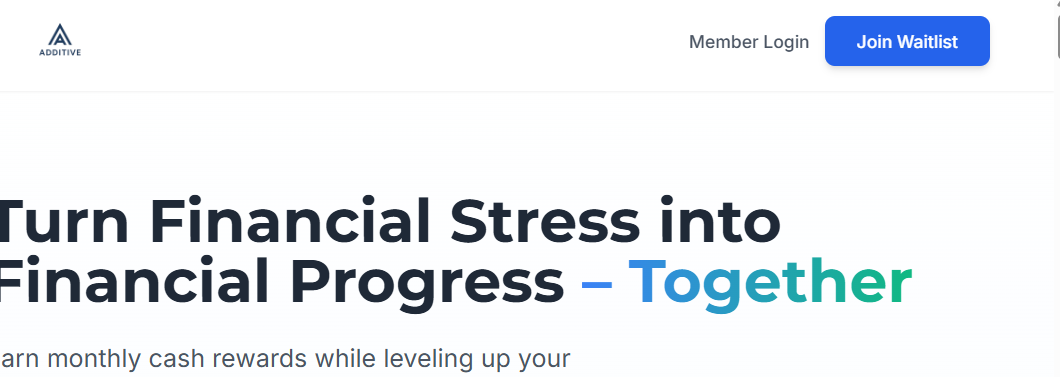 ADDITIVE
Member Login
Join Waitlist
Turn Financial Stress into
Financial Progress – Together
arn monthly cash rewards while leveling up your